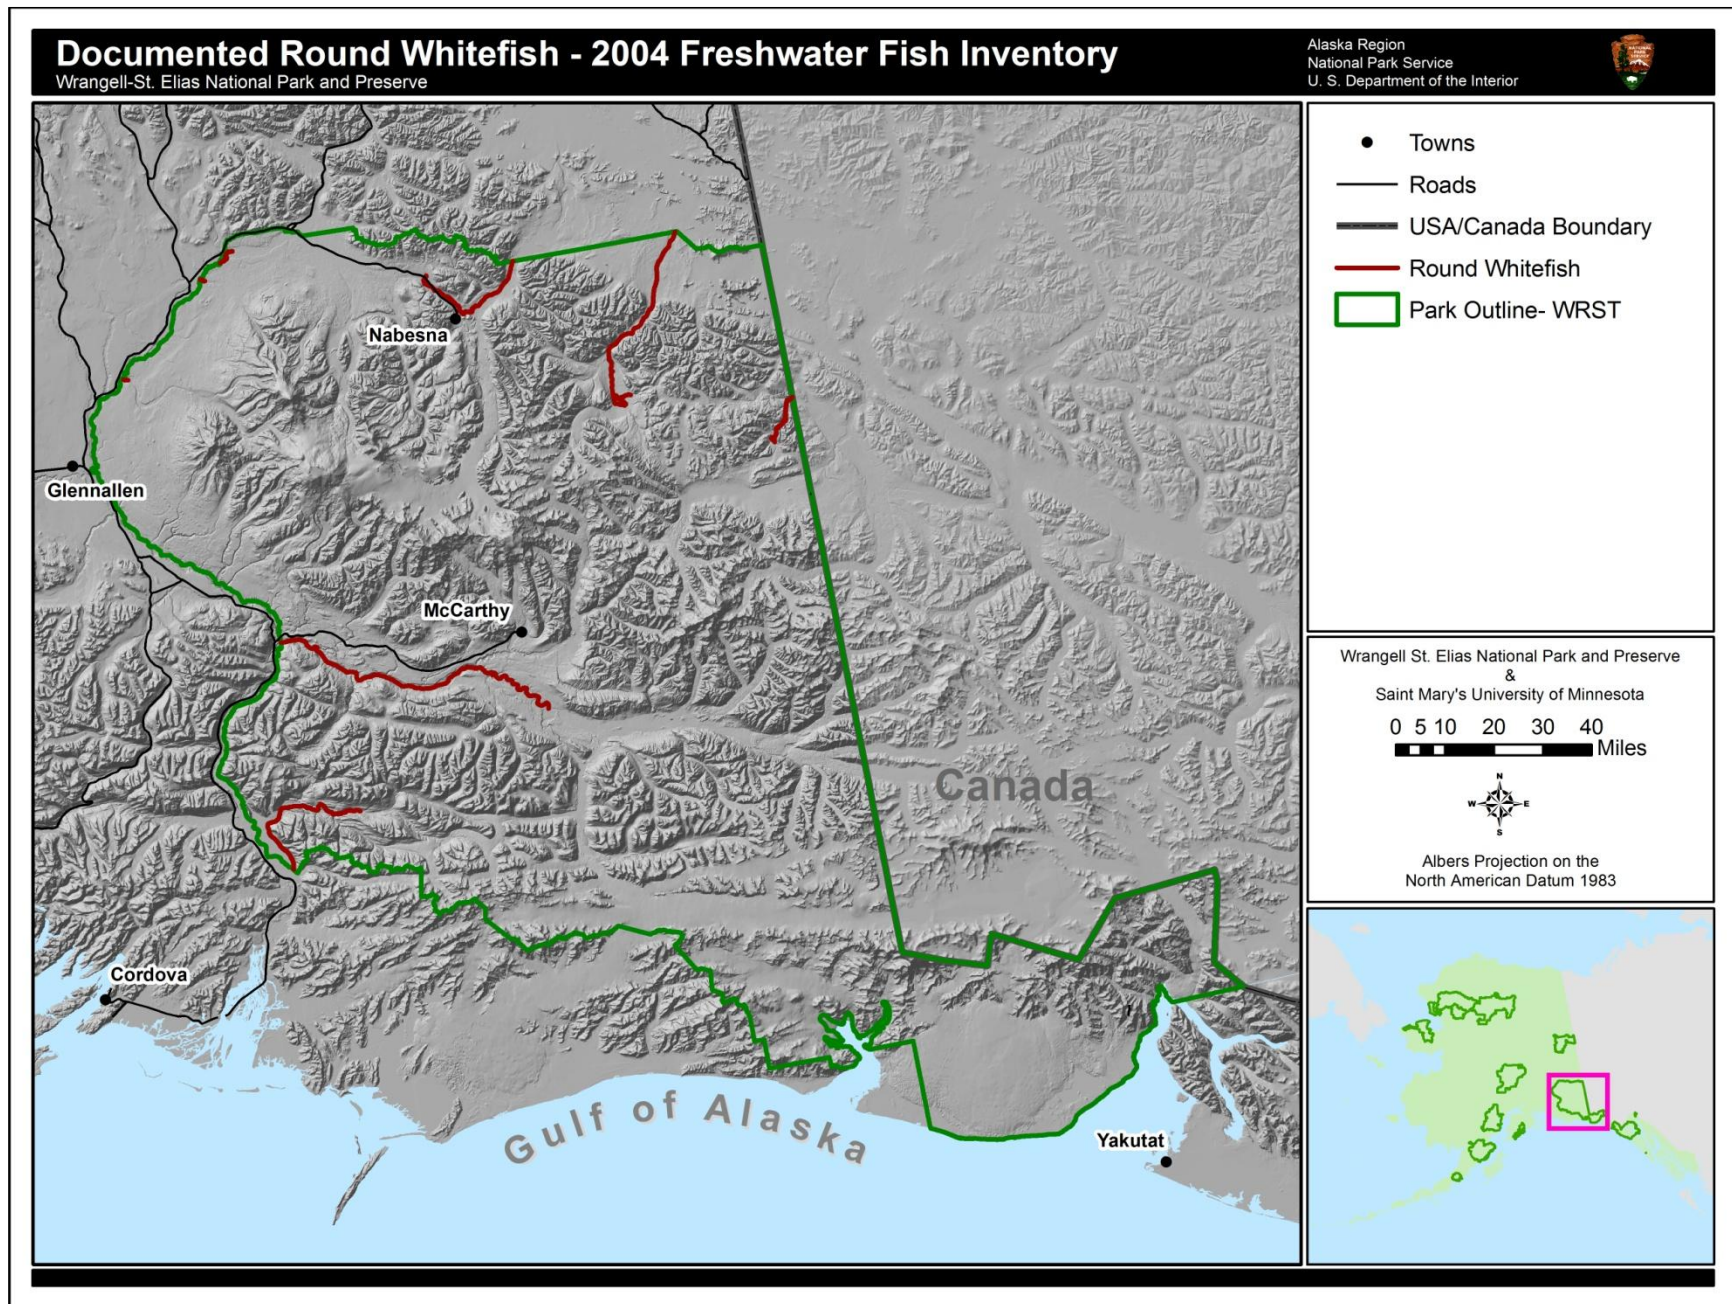 Documented Round Whitefish - 2004 Freshwater Fish Inventory
Wrangell-St. Elias National Park and Preserve
Alaska Region
National Park Service
U. S. Department of the Interior
NATIONAL
PARK
SERVICE
Towns
Roads
USA/Canada Boundary
Round Whitefish
Park Outline- WRST
Nabesna
Glennallen
McCarthy
Canada
Cordova
Gulf of Alaska
Yakutat
Wrangell St. Elias National Park and Preserve
&
Saint Mary's University of Minnesota
0 5 10 20 30 40
Miles
N
W E
S
Albers Projection on the
North American Datum 1983